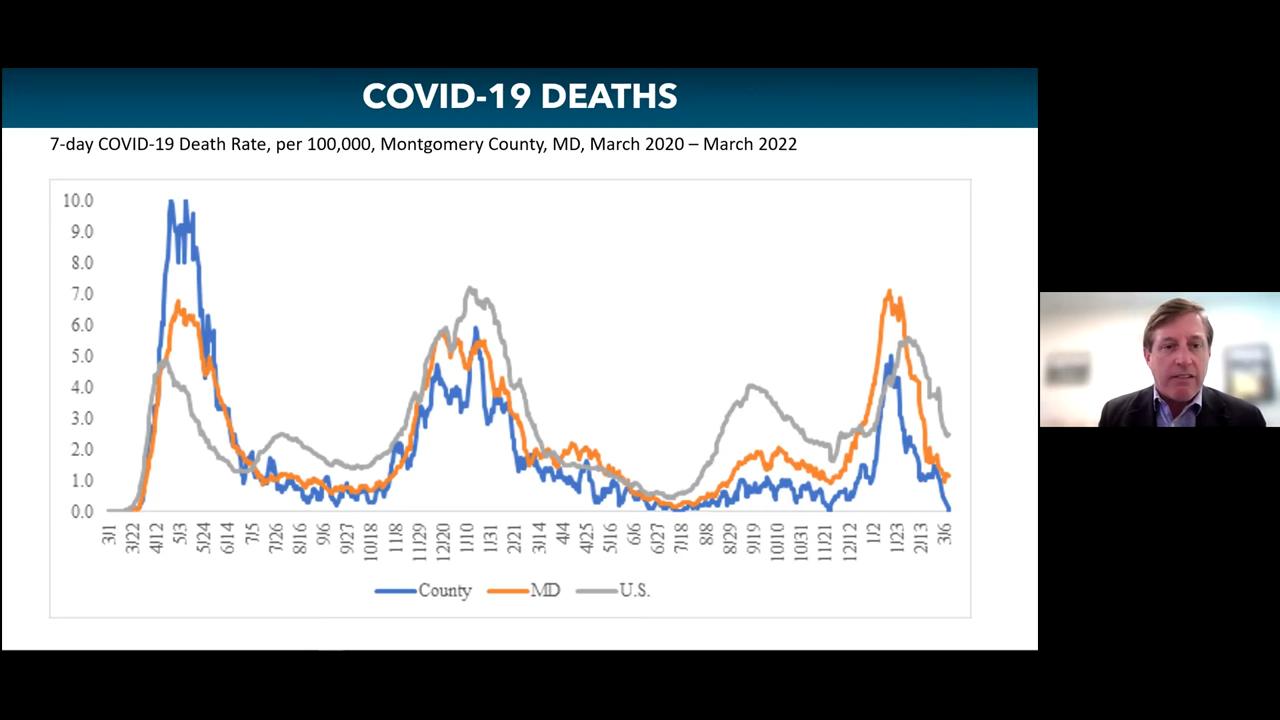 COVID-19 DEATHS
7-day COVID-19 Death Rate, per 100,000, Montgomery County, MD, March 2020 – March 2022
10.0
9.0
8.0
7.0
6.0
5.0
4.0
3.0
2.0
1.0
0.0
3/1 3/22 4/12 5/3 5/24 6/14 7/5 7/26 8/16 9/6 9/27 10/18 11/8 11/29 12/20 1/10 1/31 2/21 3/14 4/4 4/25 5/16 6/6 6/27 7/18 8/8 8/29 9/19 10/10 10/31 11/21 12/12 1/2 1/23 2/13 3/6
County MD U.S.